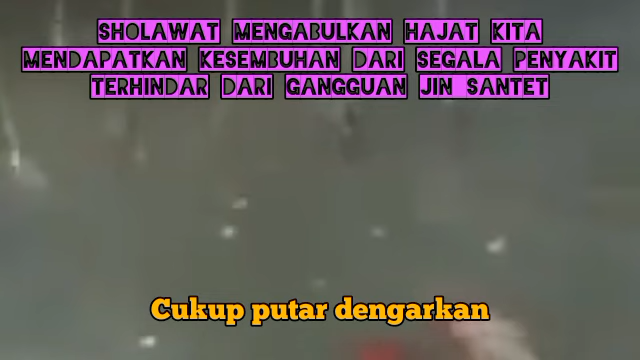 SHOLAWAT MENGABULKAN HAJAT KITA
MENDAPATKAN KESEMBUHAN DARI SEGALA PENYAKIT
TERHINDAR DARI GANGGUAN JIN SANTET
Cukup putar dengarkan